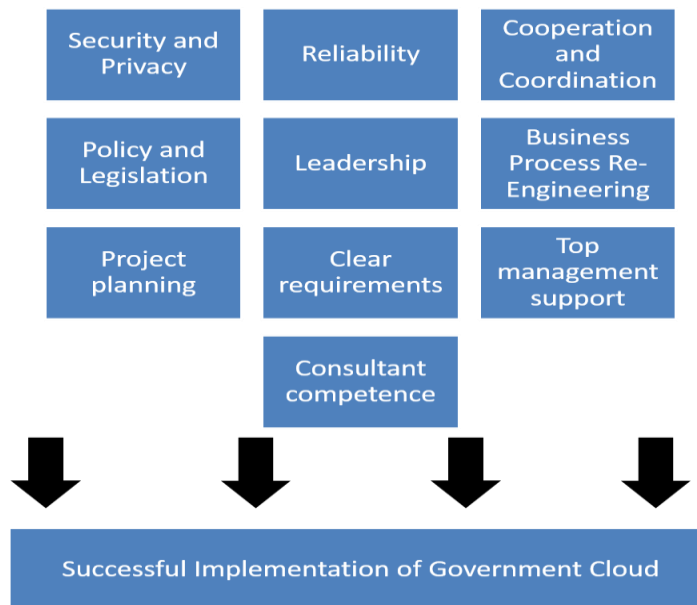 Security and
Privacy
Reliability
Cooperation
and
Coordination
Policy and
Legislation
Leadership
Business
Process Re-
Engineering
Project
planning
Clear
requirements
Top
management
support
Consultant
competence
Successful Implementation of Government Cloud